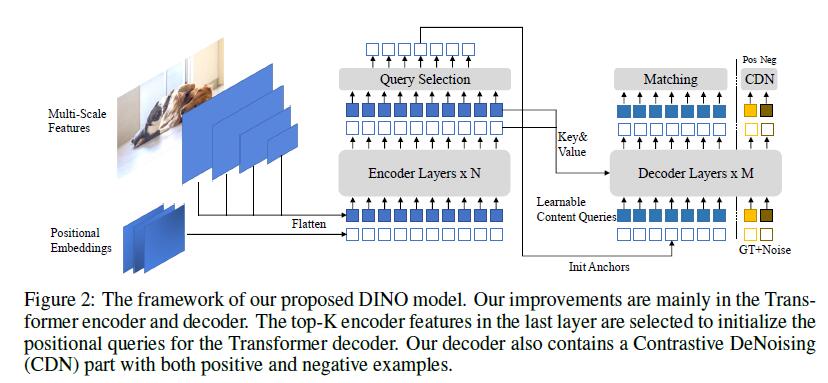 Multi-Scale
Features
Positional
Embeddings
Flatten
Query Selection
Encoder Layers x N
Key&
Value
Init Anchors
Learnable
Content Queries
Matching
Decoder Layers x M
Pos Neg
CDN
GT+Noise
Figure 2: The framework of our proposed DINO model. Our improvements are mainly in the Trans-
former encoder and decoder. The top-K encoder features in the last layer are selected to initialize the
positional queries for the Transformer decoder. Our decoder also contains a Contrastive DeNoising
(CDN) part with both positive and negative examples.